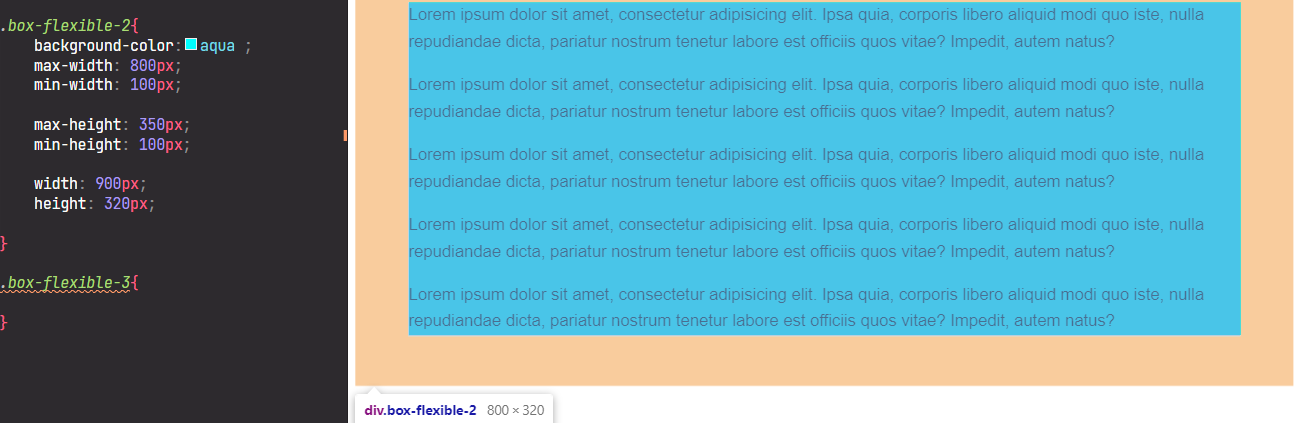 .box-flexible-2{
background-color: aqua ;
max-width: 800px;
min-width: 100px;
max-height: 350px;
min-height: 100px;
width: 900px;
height: 320px;
}
.box-flexible-3{
}
Lorem ipsum dolor sit amet, consectetur adipisicing elit. Ipsa quia, corporis libero aliquid modi quo iste, nulla
repudiandae dicta, pariatur nostrum tenetur labore est officiis quos vitae? Impedit, autem natus?
Lorem ipsum dolor sit amet, consectetur adipisicing elit. Ipsa quia, corporis libero aliquid modi quo iste, nulla
repudiandae dicta, pariatur nostrum tenetur labore est officiis quos vitae? Impedit, autem natus?
Lorem ipsum dolor sit amet, consectetur adipisicing elit. Ipsa quia, corporis libero aliquid modi quo iste, nulla
repudiandae dicta, pariatur nostrum tenetur labore est officiis quos vitae? Impedit, autem natus?
Lorem ipsum dolor sit amet, consectetur adipisicing elit. Ipsa quia, corporis libero aliquid modi quo iste, nulla
repudiandae dicta, pariatur nostrum tenetur labore est officiis quos vitae? Impedit, autem natus?
Lorem ipsum dolor sit amet, consectetur adipisicing elit. Ipsa quia, corporis libero aliquid modi quo iste, nulla
repudiandae dicta, pariatur nostrum tenetur labore est officiis quos vitae? Impedit, autem natus?
div.box-flexible-2 800 × 320